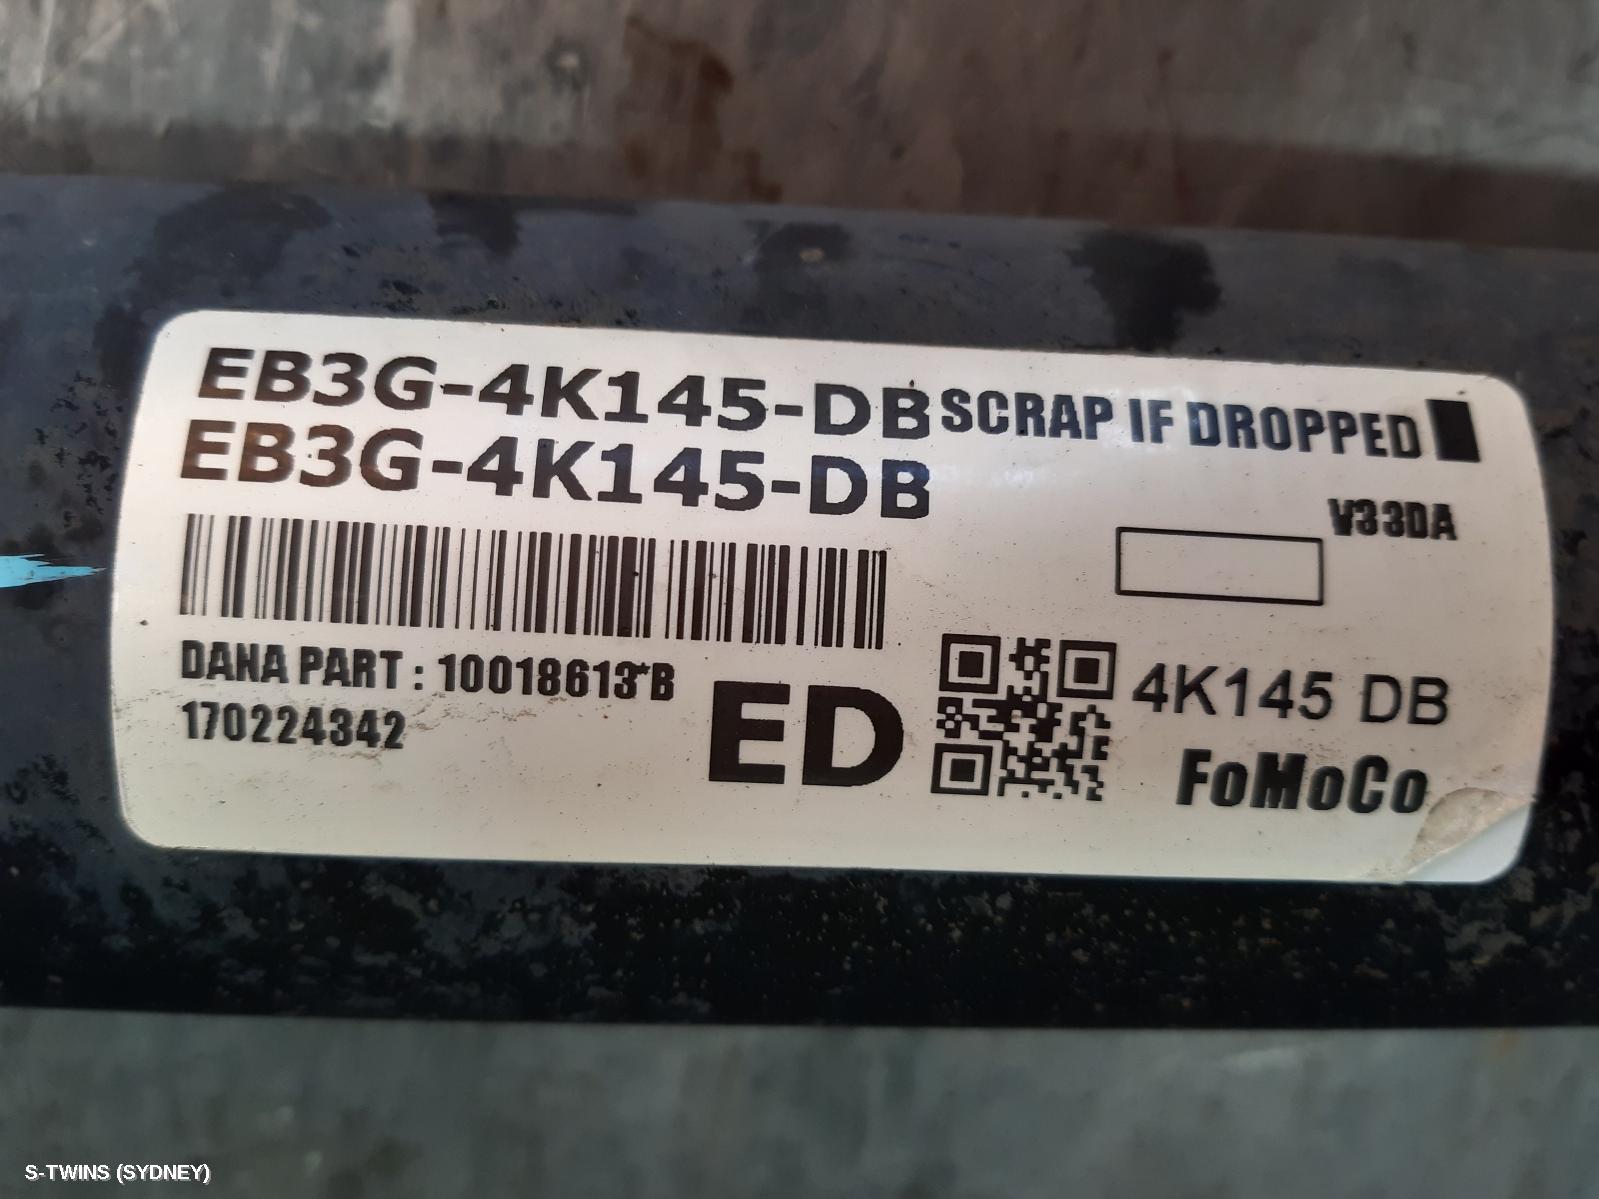 EB3G-4K145-DB SCRAP IF DROPPED
EB3G-4K145-DB
V33DA
DANA PART : 10018613*B
170224342
ED
4K145 DB
FoMoCo
S-TWINS (SYDNEY)